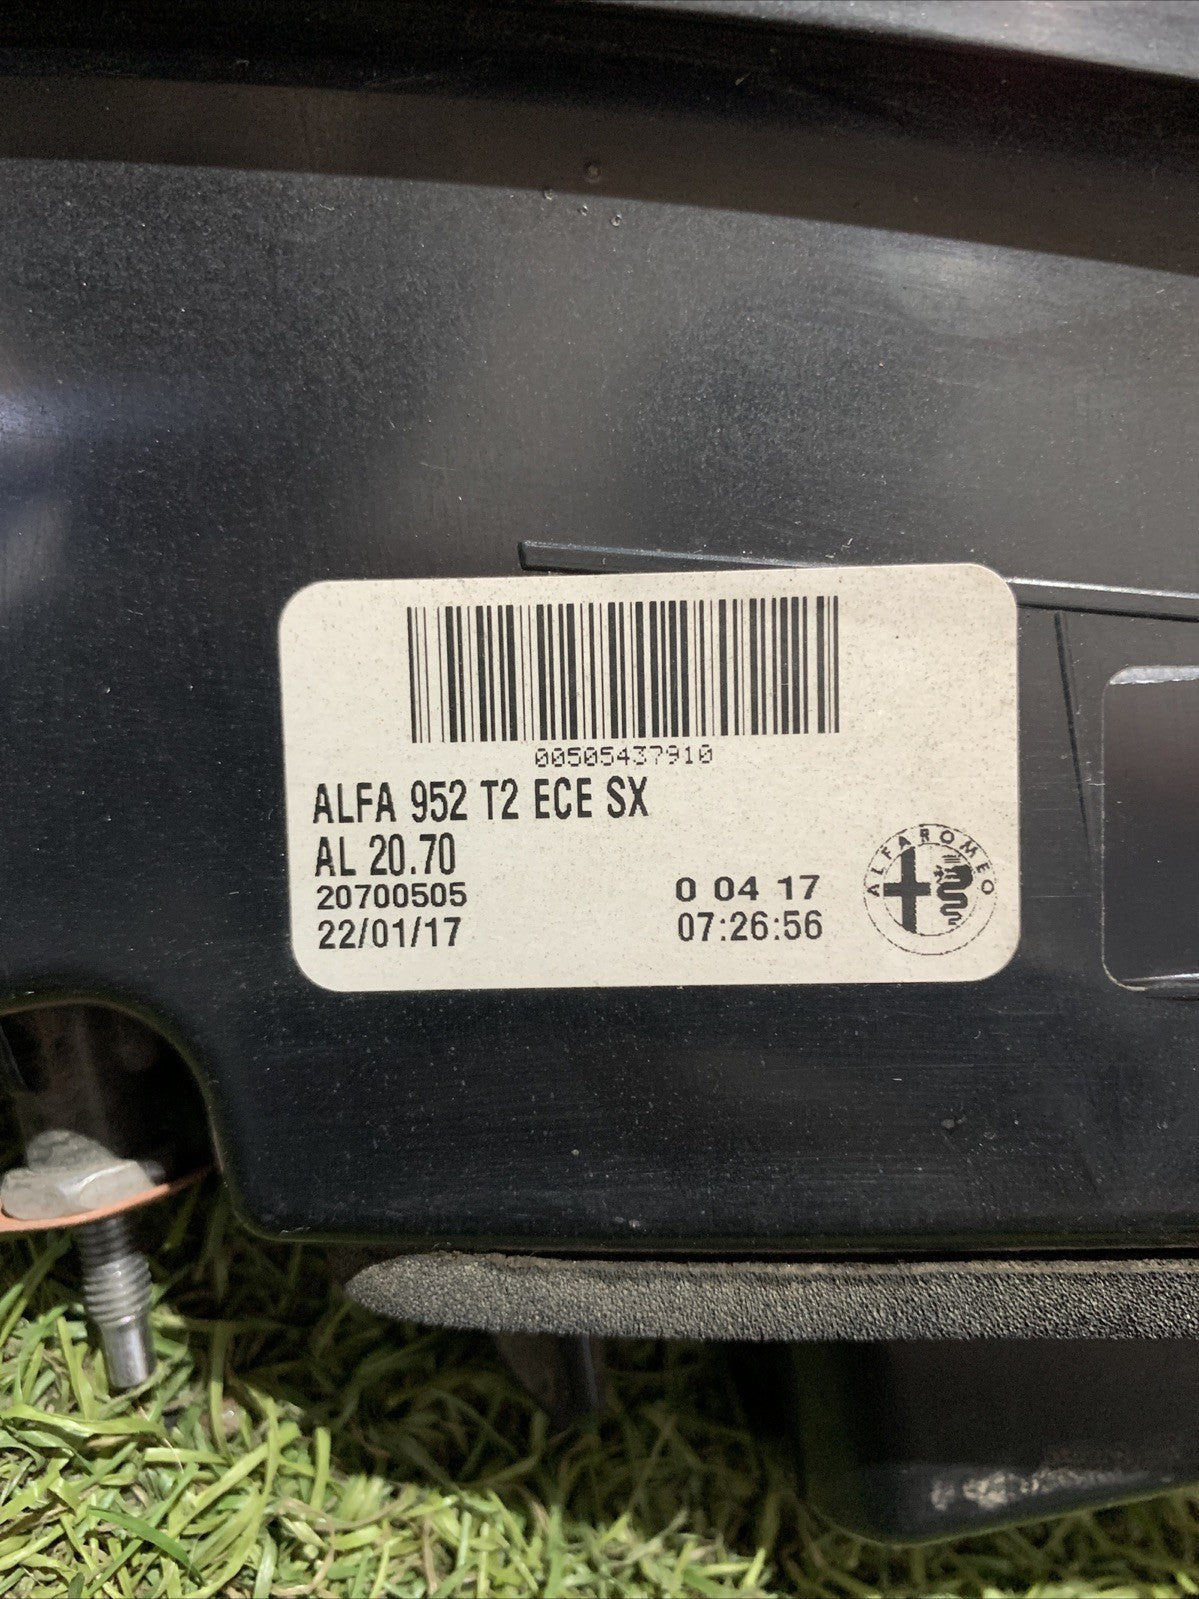 00505437910
ALFA 952 T2 ECE SX
AL 20.70
20700505
0 04 17
22/01/17
07:26:56
ALFA ROMEO